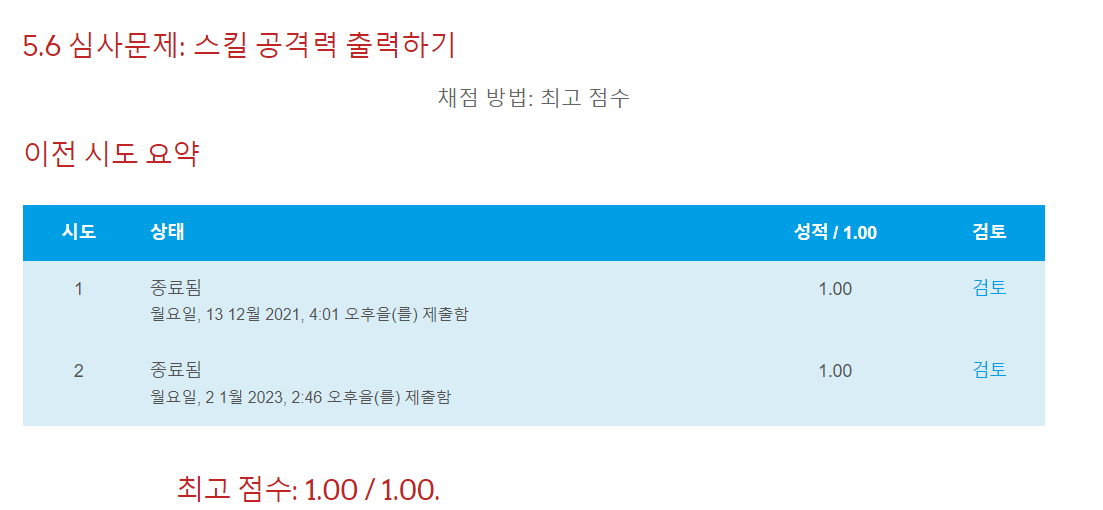 5.6 심사문제: 스킬 공격력 출력하기
채점 방법: 최고 점수
이전 시도 요약
시도 상태 성적 / 1.00 검토
1 종료됨 1.00 검토
월요일, 13 12월 2021, 4:01 오후을(를) 제출함
2 종료됨 1.00 검토
월요일, 2 1월 2023, 2:46 오후을(를) 제출함
최고 점수: 1.00 / 1.00.